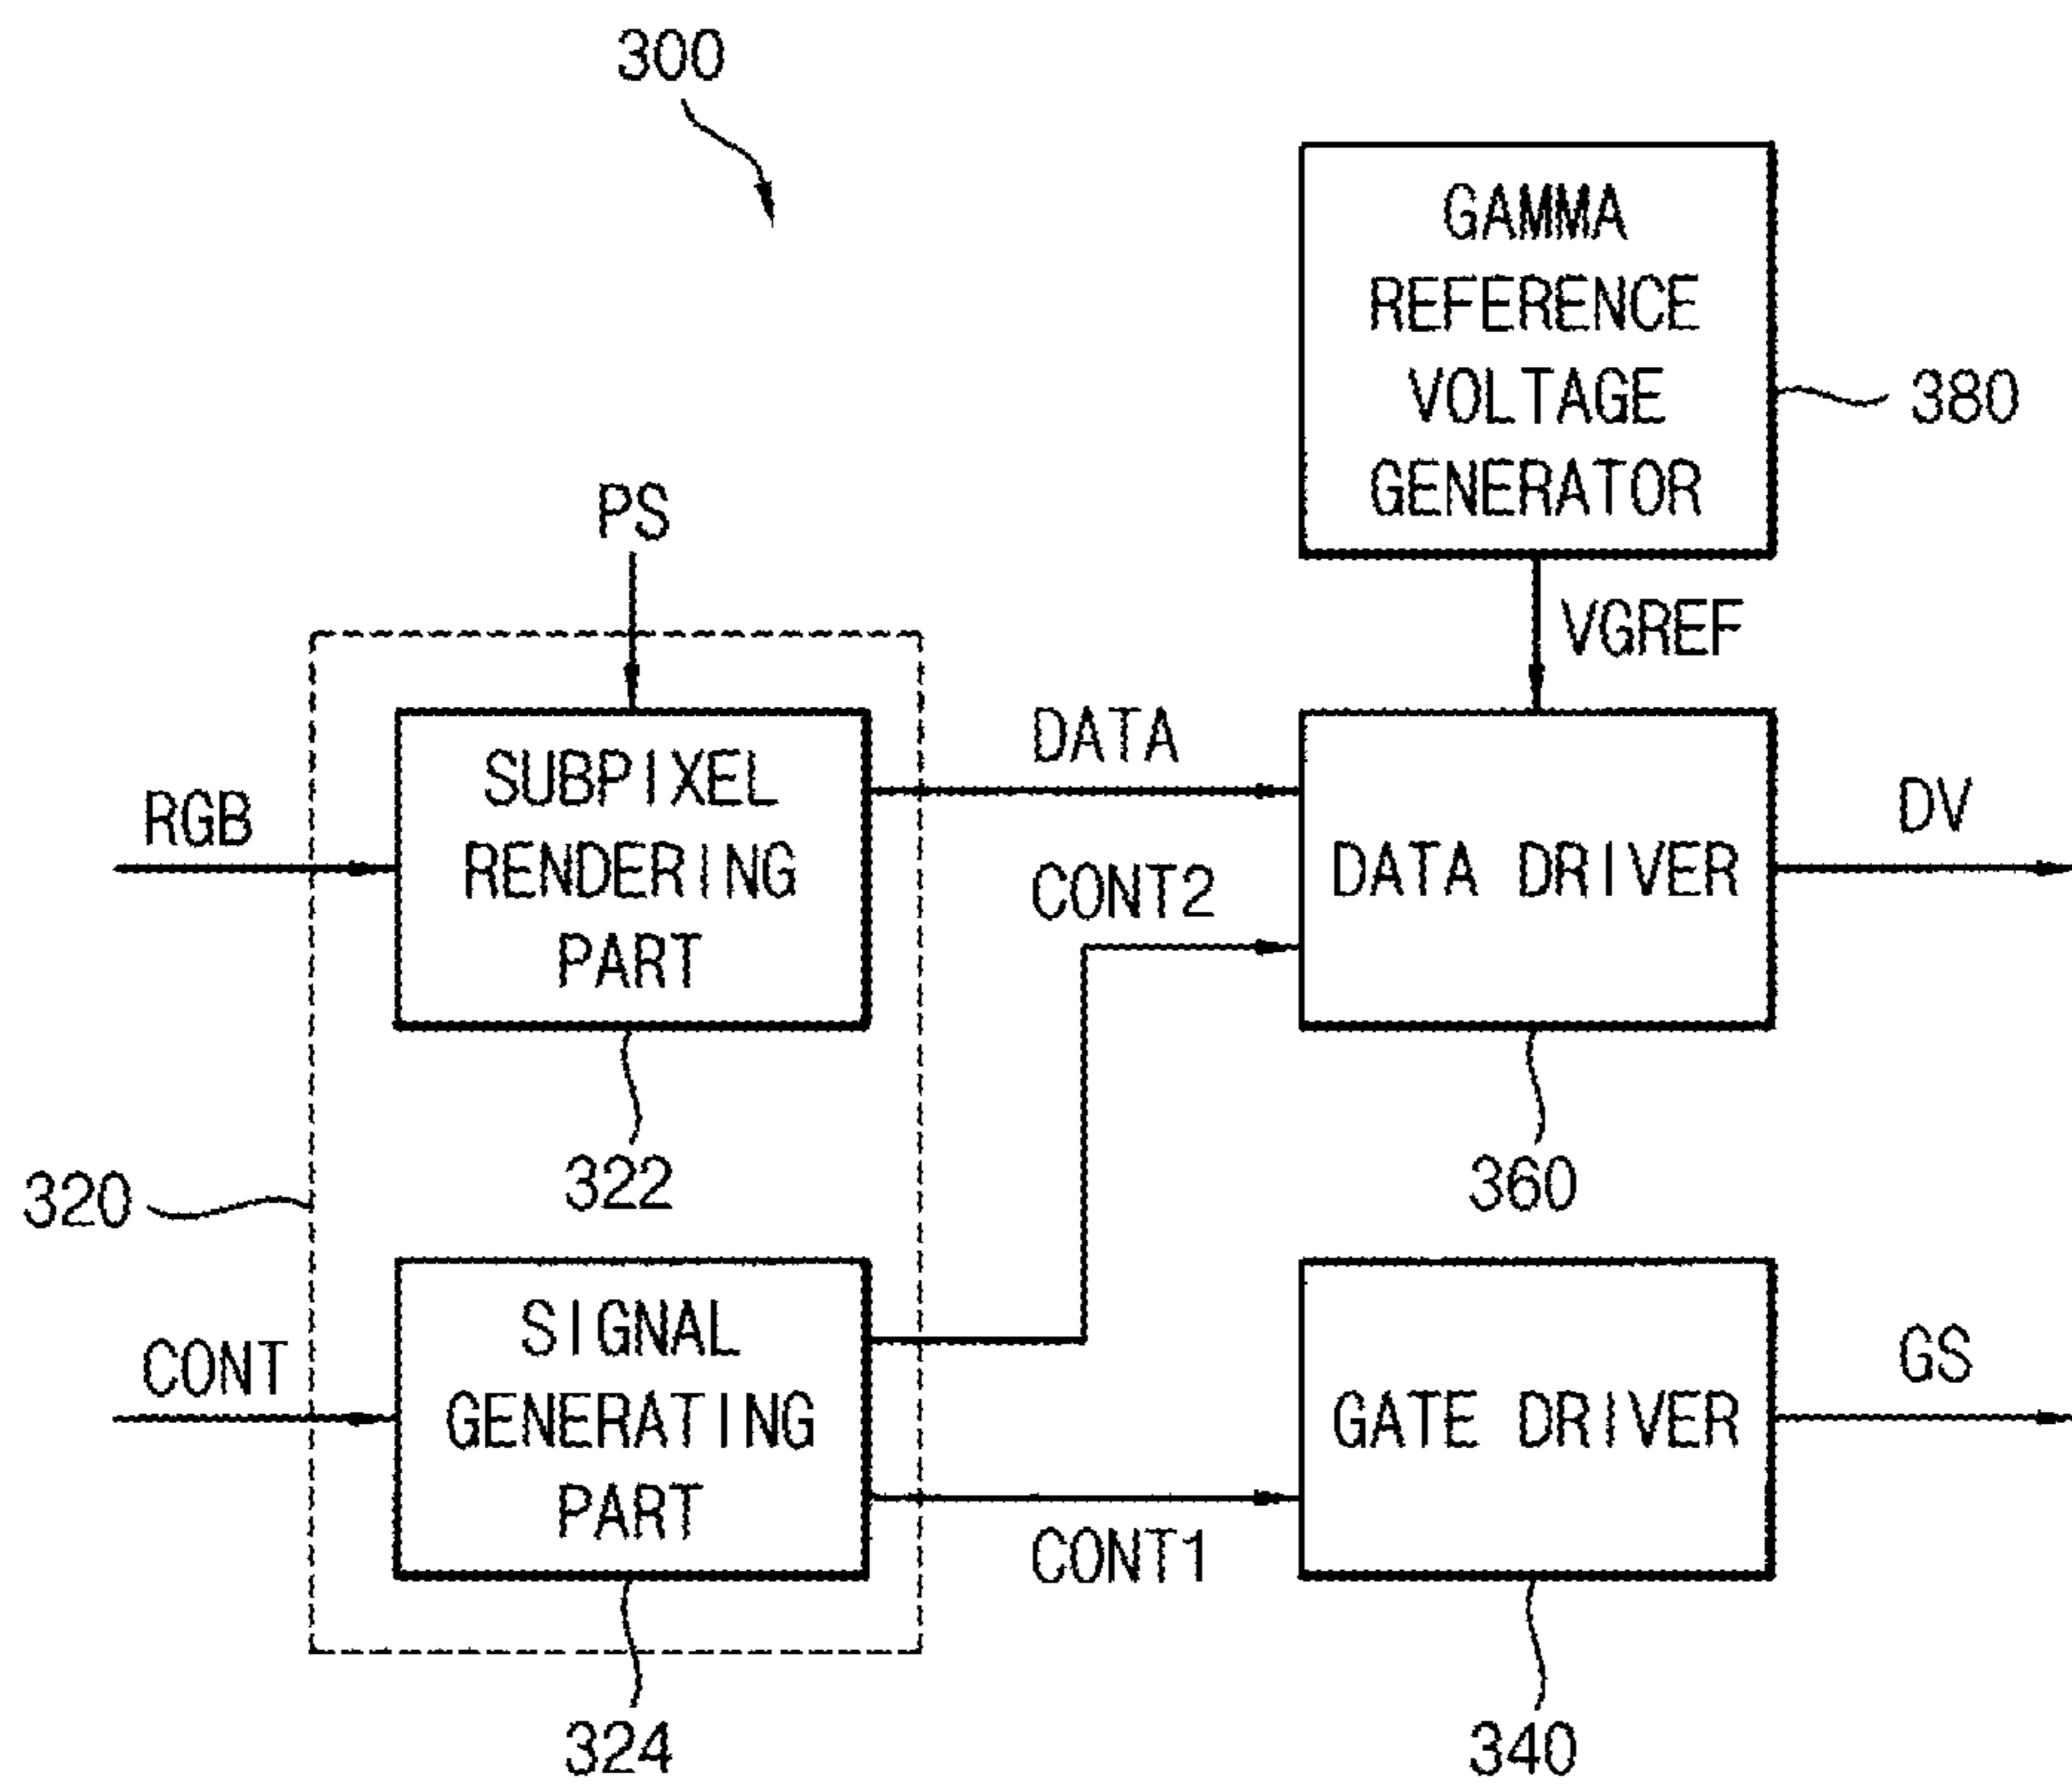 300
GAMMA
REFERENCE
VOLTAGE
GENERATOR
380
PS
VGREF
SUBPIXEL
RENDERING
PART
RGB
DATA
CONT2
DATA DRIVER
DV
322
360
320
SIGNAL
GENERATING
PART
CONT
CONT1
GATE DRIVER
GS
324
340